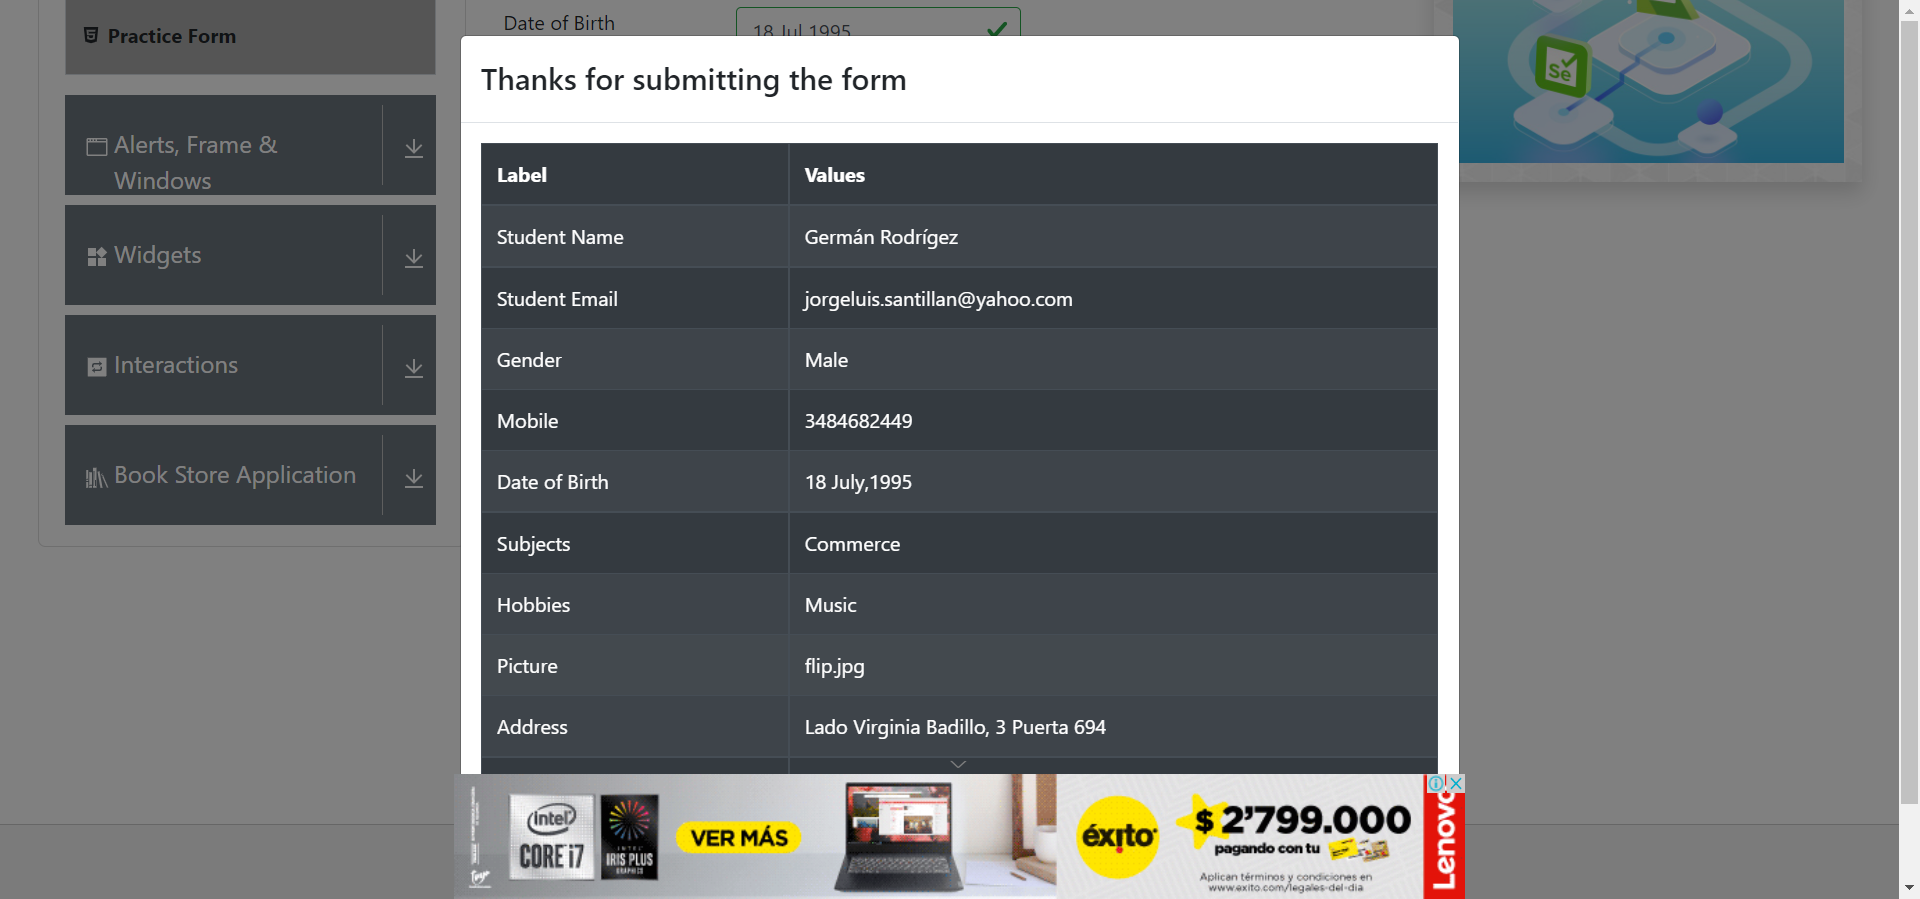 Practice Form
Date of Birth
18 Jul 1995
Alerts, Frame &
Windows
Widgets
Interactions
Book Store Application
Thanks for submitting the form
Label Values
Student Name Germán Rodrígez
Student Email jorgeluis.santillan@yahoo.com
Gender Male
Mobile 3484682449
Date of Birth 18 July,1995
Subjects Commerce
Hobbies Music
Picture flip.jpg
Address Lado Virginia Badillo, 3 Puerta 694
Se
intel
CORE i7
INTEL
IRIS PLUS
GRAPHICS
VER MÁS
éxito
$2'799.000
pagando con tu
Aplican términos y condiciones en
www.exito.com/legales-del-dia
Lenovo